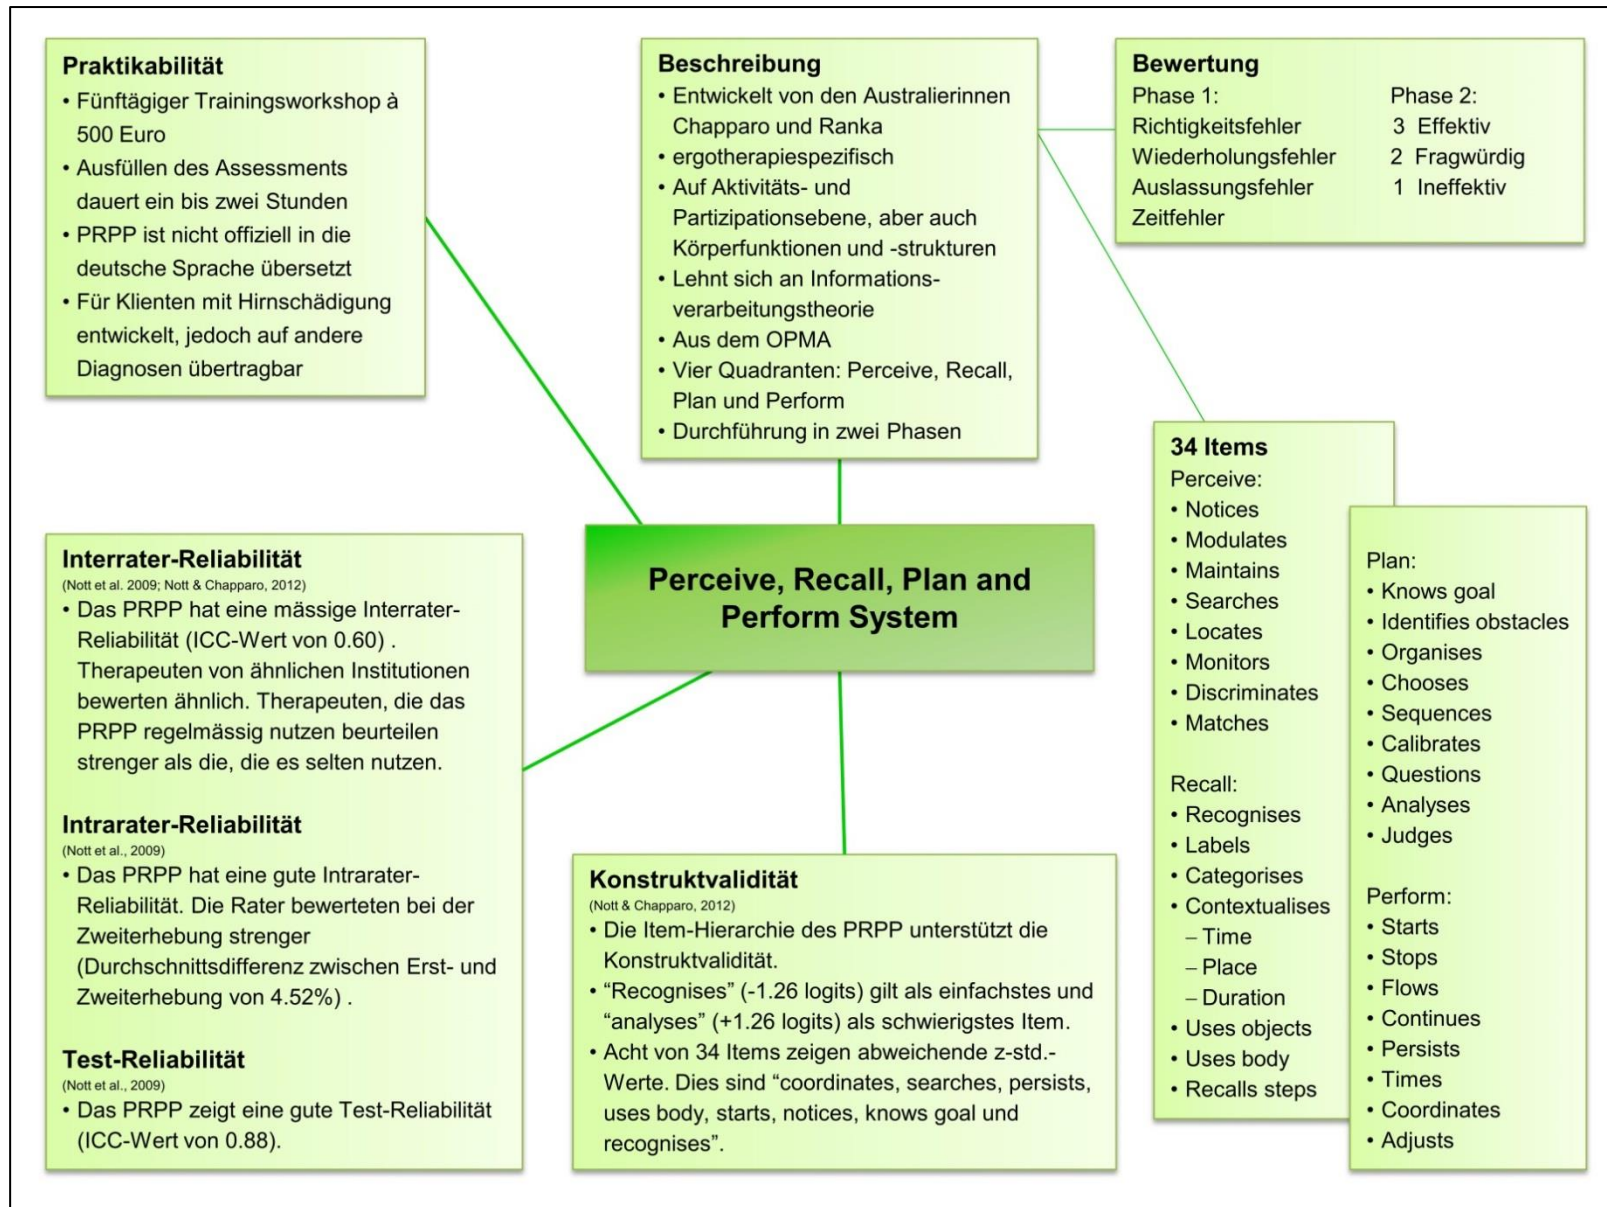 Praktikabilität
• Fünftägiger Trainingsworkshop à
500 Euro
• Ausfüllen des Assessments
dauert ein bis zwei Stunden
• PRPP ist nicht offiziell in die
deutsche Sprache übersetzt
• Für Klienten mit Hirnschädigung
entwickelt, jedoch auf andere
Diagnosen übertragbar
Beschreibung
• Entwickelt von den Australierinnen
Chapparo und Ranka
• ergotherapiespezifisch
• Auf Aktivitäts- und
Partizipationsebene, aber auch
Körperfunktionen und -strukturen
• Lehnt sich an Informations-
verarbeitungstheorie
• Aus dem OPMA
• Vier Quadranten: Perceive, Recall,
Plan und Perform
• Durchführung in zwei Phasen
Bewertung
Phase 1:
Richtigkeitsfehler
Wiederholungsfehler
Auslassungsfehler
Zeitfehler
Phase 2:
3 Effektiv
2 Fragwürdig
1 Ineffektiv
Perceive, Recall, Plan and
Perform System
Interrater-Reliabilität
(Nott et al. 2009; Nott & Chapparo, 2012)
• Das PRPP hat eine mässige Interrater-
Reliabilität (ICC-Wert von 0.60) .
Therapeuten von ähnlichen Institutionen
bewerten ähnlich. Therapeuten, die das
PRPP regelmässig nutzen beurteilen
strenger als die, die es selten nutzen.
Intrarater-Reliabilität
(Nott et al., 2009)
• Das PRPP hat eine gute Intrarater-
Reliabilität. Die Rater bewerteten bei der
Zweiterhebung strenger
(Durchschnittsdifferenz zwischen Erst- und
Zweiterhebung von 4.52%) .
Test-Reliabilität
(Nott et al., 2009)
• Das PRPP zeigt eine gute Test-Reliabilität
(ICC-Wert von 0.88).
Konstruktvalidität
(Nott & Chapparo, 2012)
• Die Item-Hierarchie des PRPP unterstützt die
Konstruktvalidität.
• “Recognises” (-1.26 logits) gilt als einfachstes und
“analyses” (+1.26 logits) als schwierigstes Item.
• Acht von 34 Items zeigen abweichende z-std.-
Werte. Dies sind “coordinates, searches, persists,
uses body, starts, notices, knows goal und
recognises”.
34 Items
Perceive:
• Notices
• Modulates
• Maintains
• Searches
• Locates
• Monitors
• Discriminates
• Matches
Recall:
• Recognises
• Labels
• Categorises
• Contextualises
– Time
– Place
– Duration
• Uses objects
• Uses body
• Recalls steps
Plan:
• Knows goal
• Identifies obstacles
• Organises
• Chooses
• Sequences
• Calibrates
• Questions
• Analyses
• Judges
Perform:
• Starts
• Stops
• Flows
• Continues
• Persists
• Times
• Coordinates
• Adjusts